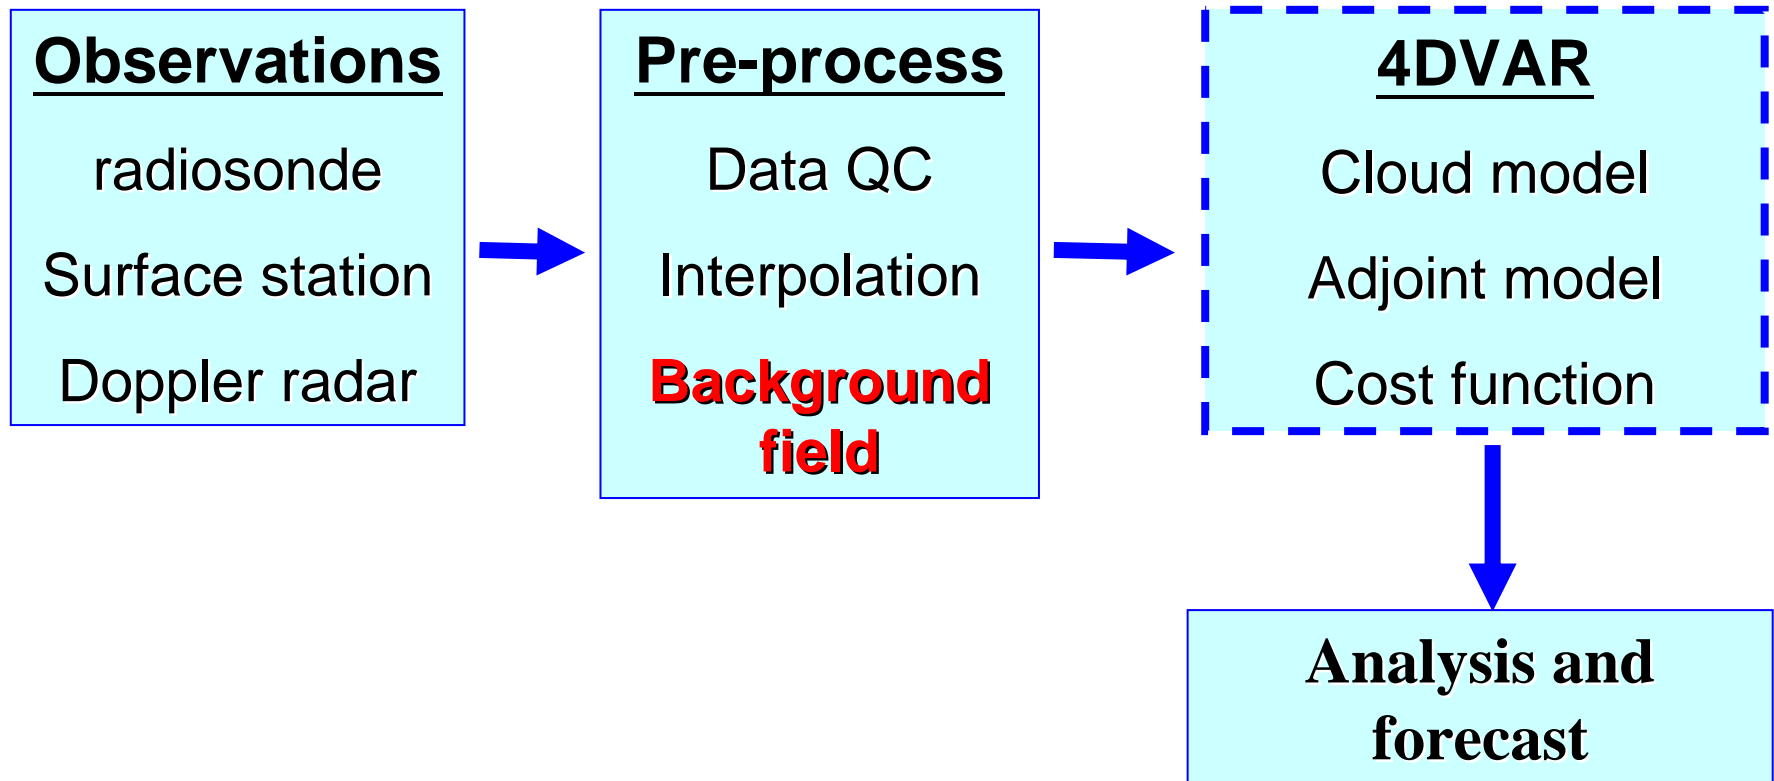 Observations
radiosonde
Surface station
Doppler radar
Pre-process
Data QC
Interpolation
Background
field
4DVAR
Cloud model
Adjoint model
Cost function
Analysis and
forecast